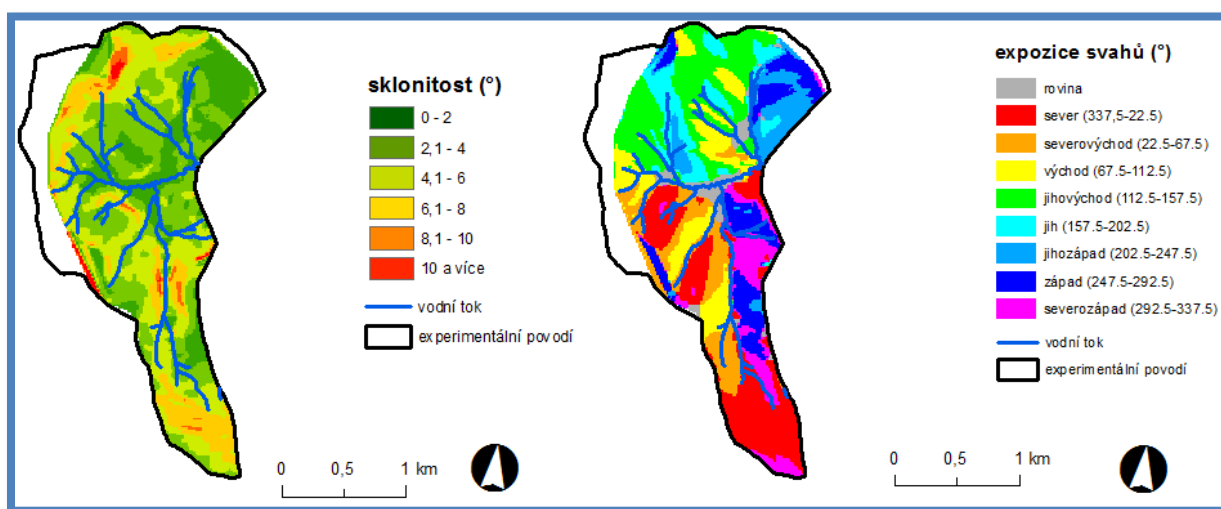 sklonitost (°)
0 - 2
2,1 - 4
4,1 - 6
6,1 - 8
8,1 - 10
10 a více
vodní tok
experimentální povodí
0 0,5 1 km
expozice svahů (°)
rovina
sever (337,5-22.5)
severovýchod (22.5-67.5)
východ (67.5-112.5)
jihovýchod (112.5-157.5)
jih (157.5-202.5)
jihozápad (202.5-247.5)
západ (247.5-292.5)
severozápad (292.5-337.5)
vodní tok
experimentální povodí
0 0,5 1 km